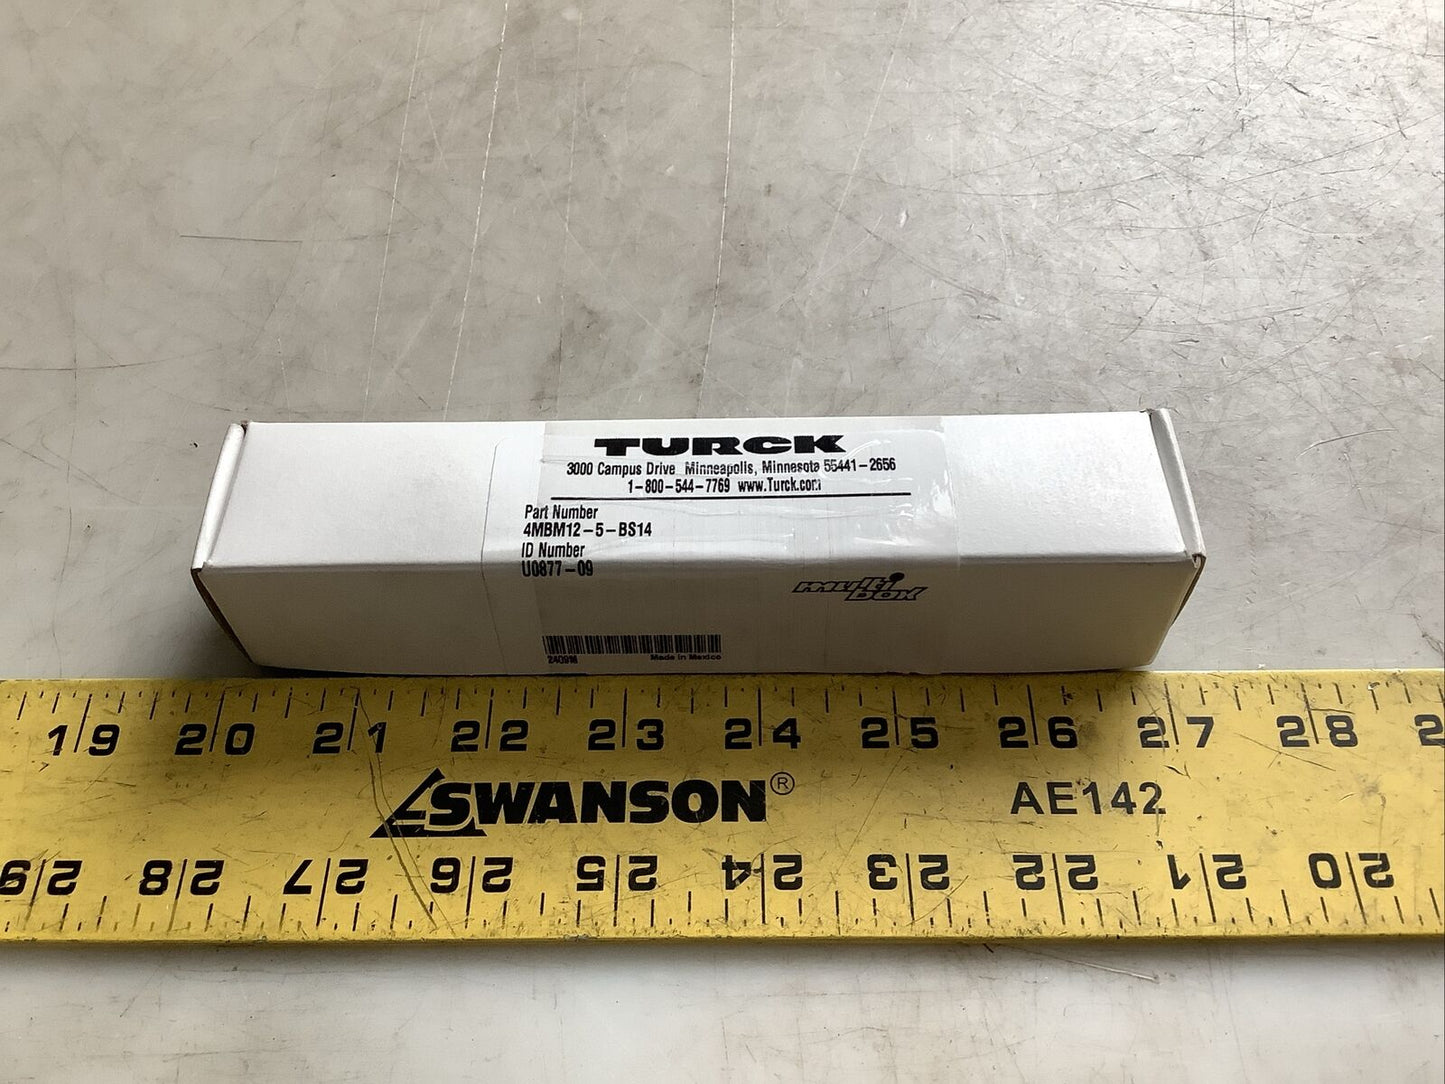 TURCK
3000 Campus Drive Minneapolis, Minnesota 55441-2656
1-800-544-7769 www.Turck.com
Part Number
4MBM12-5-BS14
ID Number
U0877-09
multi
box
Made in Mexico
19 20 21 22 23 24 25 26 27 28 2
SWANSON® AE142
29 28 27 26 25 24 23 22 21 20